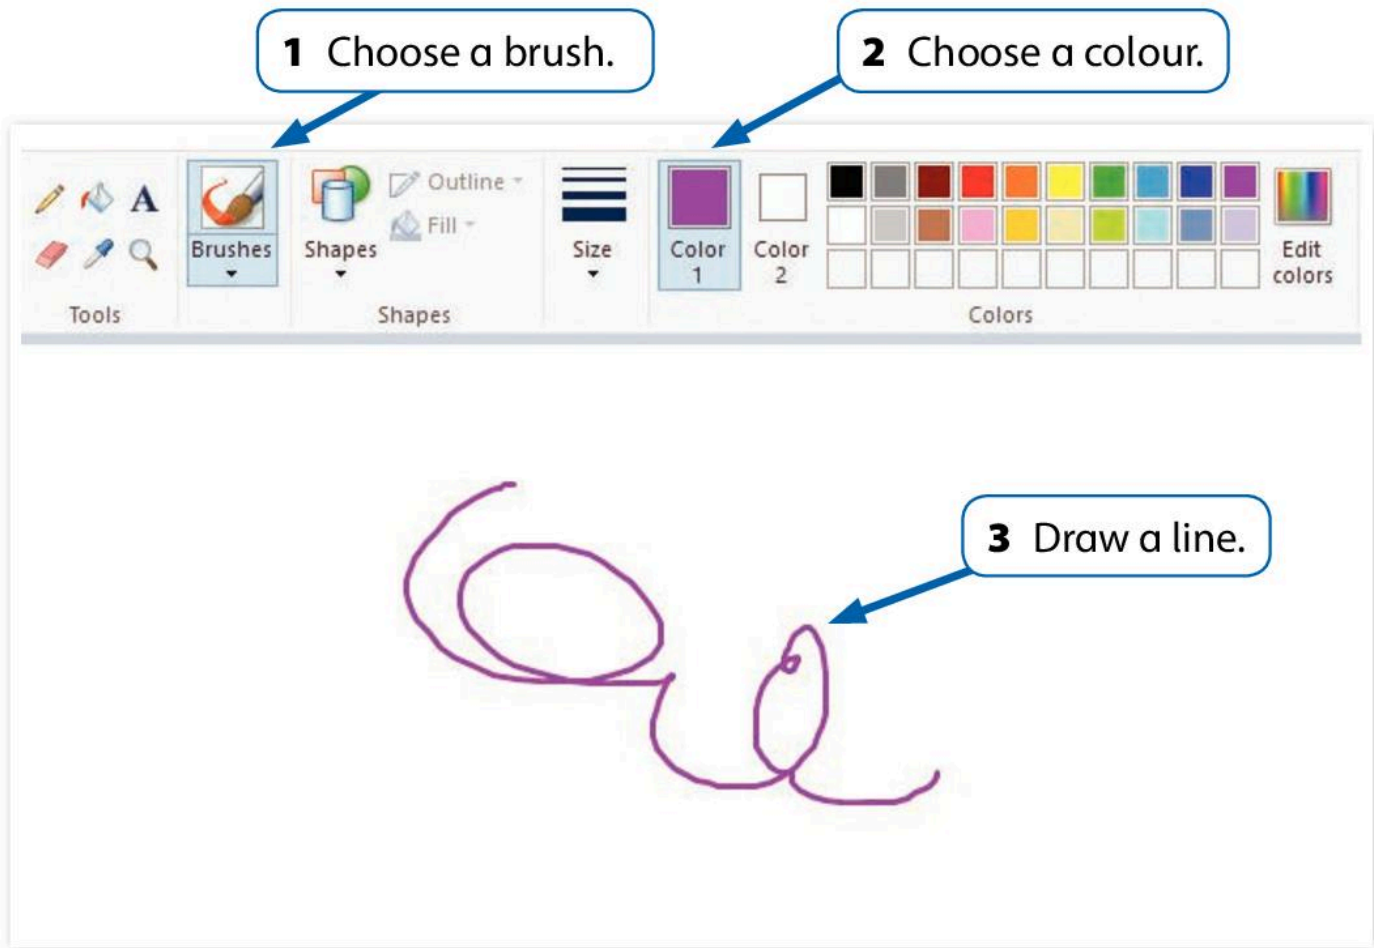 1 Choose a brush.
2 Choose a colour.
A
Outline
Fill
Brushes
Shapes
Size
Color
1
Color
2
Edit
colors
Tools
Shapes
Colors
3 Draw a line.